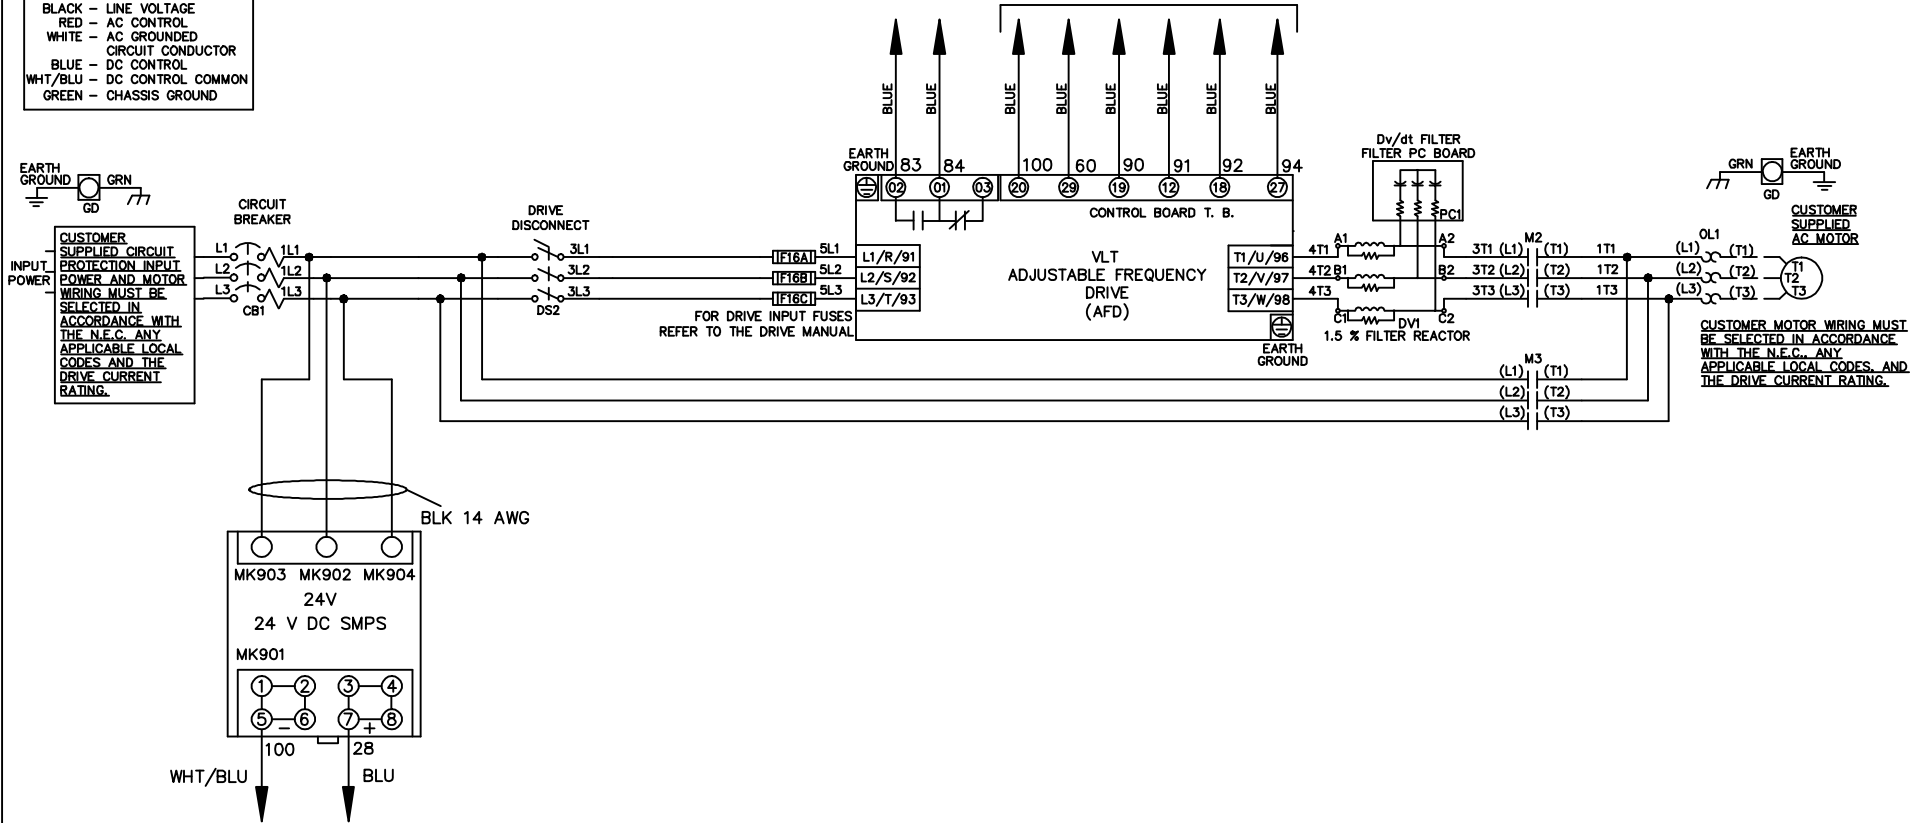 BLACK – LINE VOLTAGE
RED – AC CONTROL
WHITE – AC GROUNDED
CIRCUIT CONDUCTOR
BLUE – DC CONTROL
WHT/BLU – DC CONTROL COMMON
GREEN – CHASSIS GROUND
BLUE
BLUE
BLUE
BLUE
BLUE
BLUE
BLUE
BLUE
EARTH
GROUND
GRN
GD
INPUT
POWER
CUSTOMER
SUPPLIED CIRCUIT
PROTECTION INPUT
POWER AND MOTOR
WIRING MUST BE
SELECTED IN
ACCORDANCE WITH
THE N.E.C. ANY
APPLICABLE LOCAL
CODES AND THE
DRIVE CURRENT
RATING.
CIRCUIT
BREAKER
L1
L2
L3
1L1
1L2
1L3
CB1
DRIVE
DISCONNECT
3L1
3L2
3L3
DS2
F16A
F16B
F16C
5L1
5L2
5L3
FOR DRIVE INPUT FUSES
REFER TO THE DRIVE MANUAL
EARTH
GROUND
83 84 100 60 90 91 92 94
02 01 03 20 29 19 12 18 27
CONTROL BOARD T. B.
L1/R/91
L2/S/92
L3/T/93
VLT
ADJUSTABLE FREQUENCY
DRIVE
(AFD)
T1/U/96
T2/V/97
T3/W/98
EARTH
GROUND
4T1
4T2
4T3
A1
B1
C1
Dv/dt FILTER
FILTER PC BOARD
PC1
A2
B2
C2
DV1
1.5 % FILTER REACTOR
M2
3T1 (L1) (T1) 1T1
3T2 (L2) (T2) 1T2
3T3 (L3) (T3) 1T3
M3
(L1) (T1)
(L2) (T2)
(L3) (T3)
OL1
(L1) (T1)
(L2) (T2)
(L3) (T3)
T1
T2
T3
GRN
GD
EARTH
GROUND
CUSTOMER
SUPPLIED
AC MOTOR
CUSTOMER MOTOR WIRING MUST
BE SELECTED IN ACCORDANCE
WITH THE N.E.C., ANY
APPLICABLE LOCAL CODES, AND
THE DRIVE CURRENT RATING.
BLK 14 AWG
MK903 MK902 MK904
24V
24 V DC SMPS
MK901
1 2 3 4
5 6 7 8
– +
100 28
WHT/BLU BLU